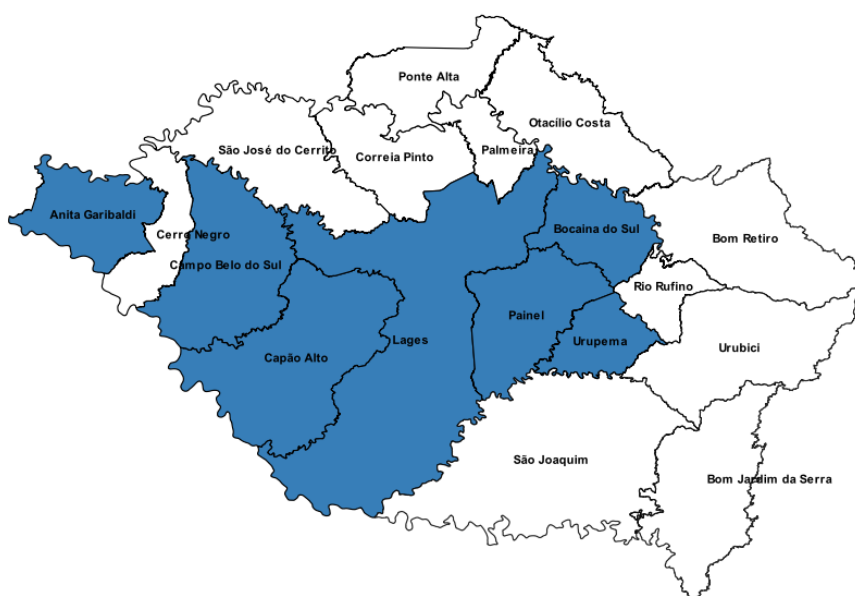 Ponte Alta
Otacílio Costa
São José do Cerrito
Correia Pinto
Palmeira
Anita Garibaldi
Cerro Negro
Bocaina do Sul
Bom Retiro
Campo Belo do Sul
Rio Rufino
Painel
Lages
Urupema
Urubici
Capão Alto
São Joaquim
Bom Jardim da Serra